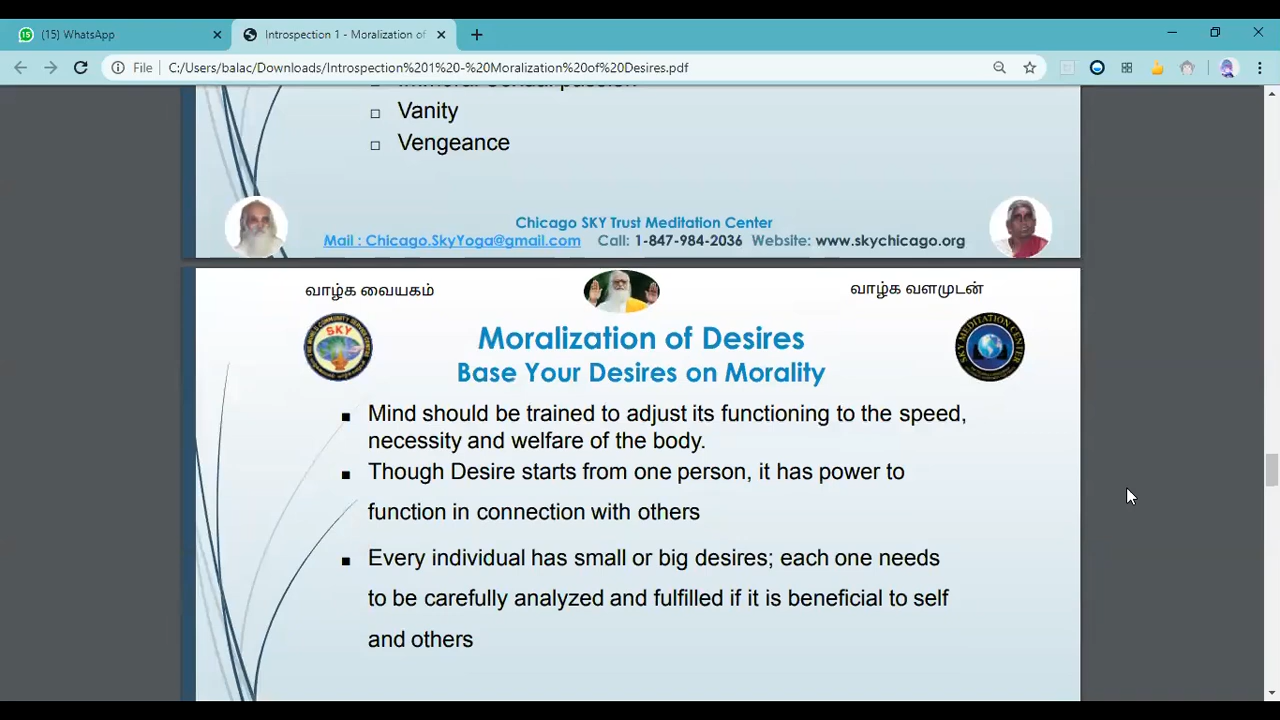 (15) WhatsApp
Introspection 1 - Moralization of
File
C:/Users/balac/Downloads/Introspection%201%20-%20Moralization%20of%20Desires.pdf
Vanity
Vengeance
Chicago SKY Trust Meditation Center
Mail : Chicago.SkyYoga@gmail.com Call: 1-847-984-2036 Website: www.skychicago.org
வாழ்க வையகம்
வாழ்க வளமுடன்
SKY
SKY MEDITATION CENTER
Moralization of Desires
Base Your Desires on Morality
Mind should be trained to adjust its functioning to the speed,
necessity and welfare of the body.
Though Desire starts from one person, it has power to
function in connection with others
Every individual has small or big desires; each one needs
to be carefully analyzed and fulfilled if it is beneficial to self
and others